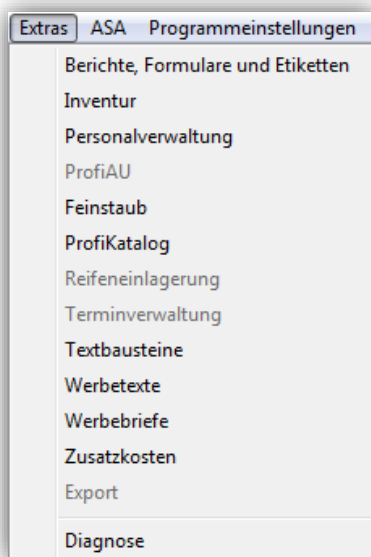 Extras ASA Programmeinstellungen
Berichte, Formulare und Etiketten
Inventur
Personalverwaltung
ProfiAU
Feinstaub
ProfiKatalog
Reifeneinlagerung
Terminverwaltung
Textbausteine
Werbetexte
Werbebriefe
Zusatzkosten
Export
Diagnose